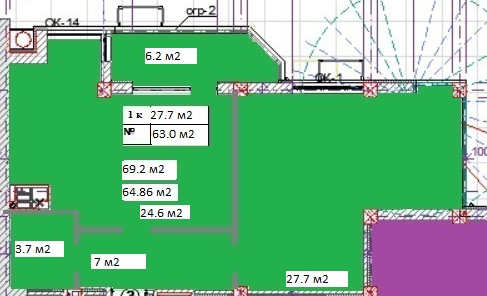 огр-2
ОК-14
6.2 м2
ОК-1
1 к 27.7 м2
№ 63.0 м2
100
69.2 м2
64.86 м2
24.6 м2
3.7 м2
7 м2
27.7 м2